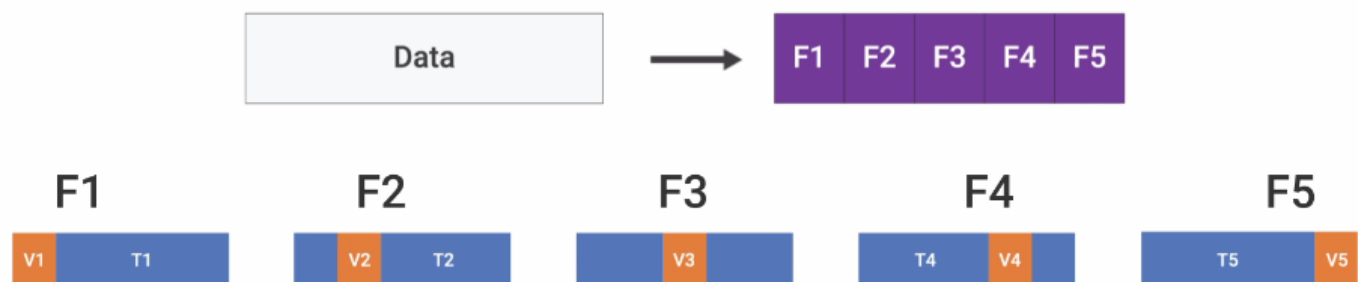 Data F1 F2 F3 F4 F5
F1 F2 F3 F4 F5
V1 T1 V2 T2 V3 T4 V4 T5 V5